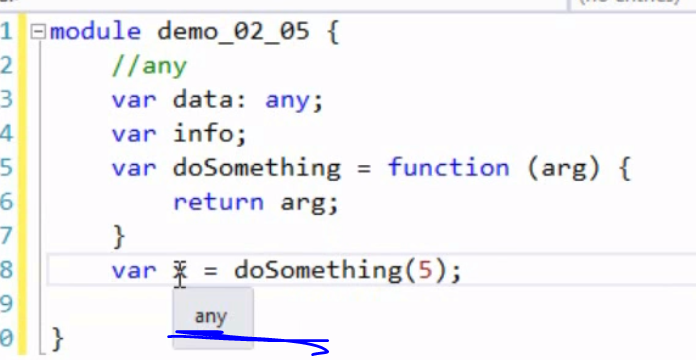 1 module demo_02_05 {
2 //any
3 var data: any;
4 var info;
5 var doSomething = function (arg) {
6 return arg;
7 }
8 var x = doSomething(5);
any
9
0 }